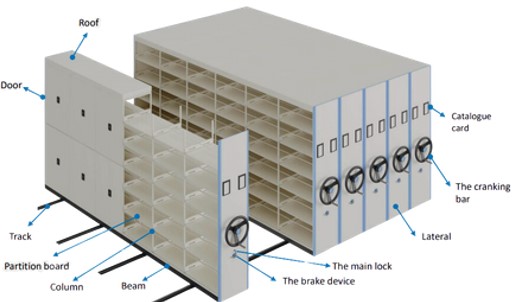 Roof
Door
Catalogue
card
The cranking
bar
Lateral
Track
Partition board
Column
Beam
The main lock
The brake device